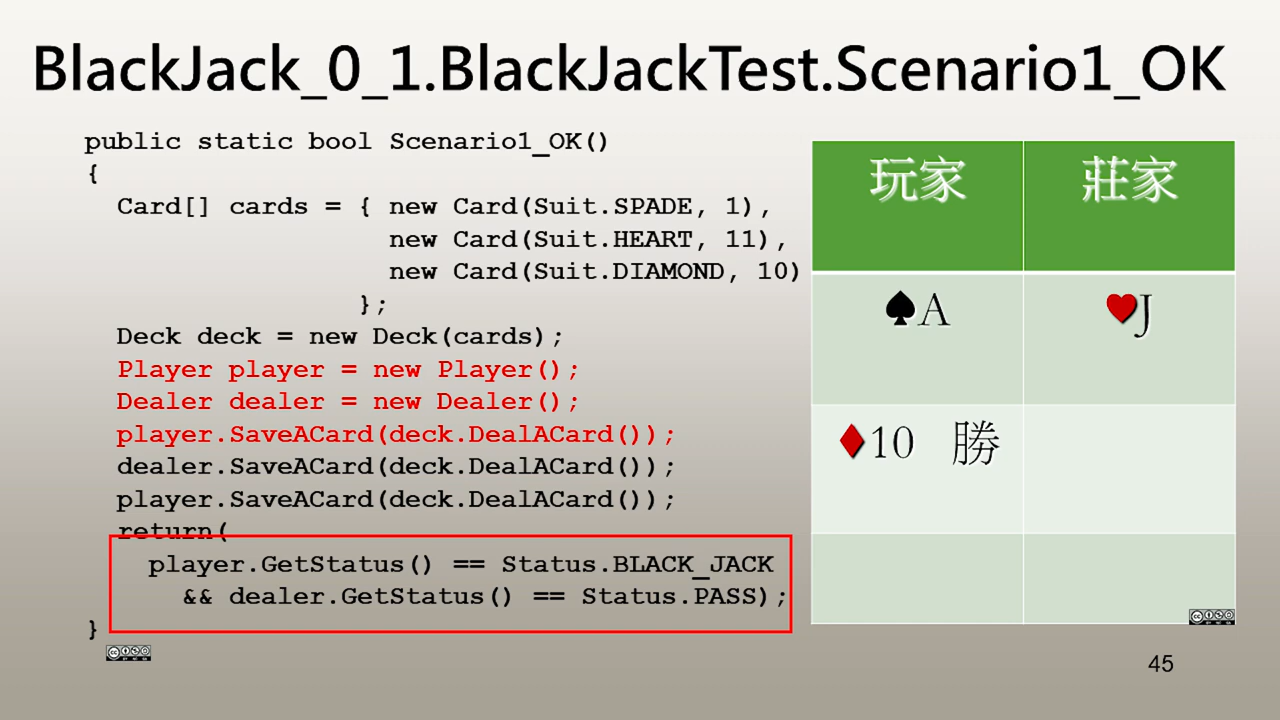 BlackJack_0_1.BlackJackTest.Scenario1_OK
public static bool Scenario1_OK()
{
Card[] cards = { new Card(Suit.SPADE, 1),
new Card(Suit.HEART, 11),
new Card(Suit.DIAMOND, 10)
};
Deck deck = new Deck(cards);
Player player = new Player();
Dealer dealer = new Dealer();
player.SaveACard(deck.DealACard());
dealer.SaveACard(deck.DealACard());
player.SaveACard(deck.DealACard());
return(
player.GetStatus() == Status.BLACK_JACK
&& dealer.GetStatus() == Status.PASS);
}
玩家 莊家
♠A ♥J
♦10 勝
45